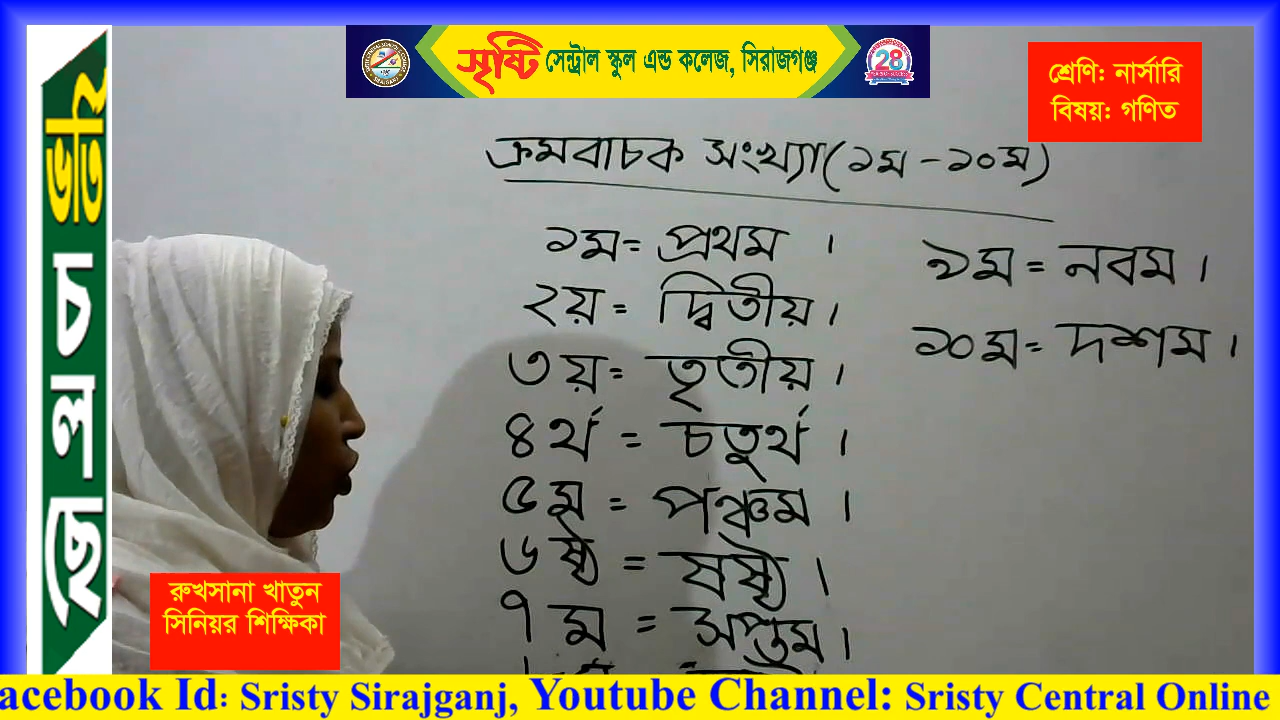 সৃষ্টি সেন্ট্রাল স্কুল এন্ড কলেজ, সিরাজগঞ্জ
28
শ্রেণি: নার্সারি
বিষয়: গণিত
ভর্তি চলছে
ক্রমবাচক সংখ্যা (১ম - ১০ম)
১ম = প্রথম ।
২য় = দ্বিতীয় ।
৩য় = তৃতীয় ।
৪র্থ = চতুর্থ ।
৫ম = পঞ্চম ।
৬ষ্ঠ = ষষ্ঠ ।
৭ম = সপ্তম ।
৯ম = নবম ।
১০ম = দশম ।
রুখসানা খাতুন
সিনিয়র শিক্ষিকা
acebook Id: Sristy Sirajganj, Youtube Channel: Sristy Central Online